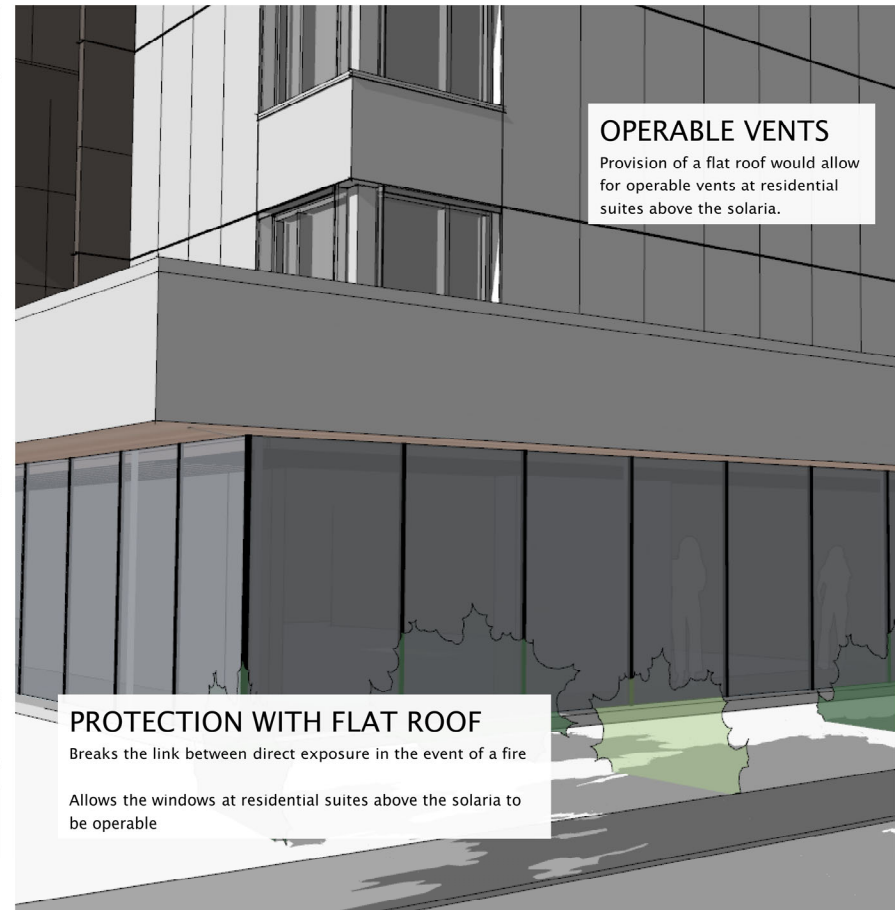 OPERABLE VENTS
Provision of a flat roof would allow
for operable vents at residential
suites above the solaria.
PROTECTION WITH FLAT ROOF
Breaks the link between direct exposure in the event of a fire
Allows the windows at residential suites above the solaria to
be operable